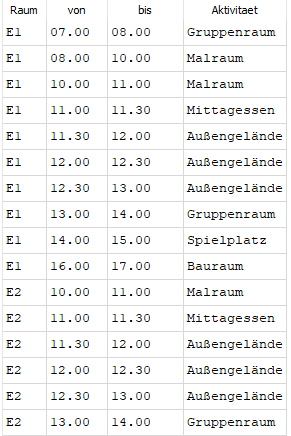 Raum von bis Aktivitaet
E1 07.00 08.00 Gruppenraum
E1 08.00 10.00 Malraum
E1 10.00 11.00 Malraum
E1 11.00 11.30 Mittagessen
E1 11.30 12.00 Außengelände
E1 12.00 12.30 Außengelände
E1 12.30 13.00 Außengelände
E1 13.00 14.00 Gruppenraum
E1 14.00 15.00 Spielplatz
E1 16.00 17.00 Bauraum
E2 10.00 11.00 Malraum
E2 11.00 11.30 Mittagessen
E2 11.30 12.00 Außengelände
E2 12.00 12.30 Außengelände
E2 12.30 13.00 Außengelände
E2 13.00 14.00 Gruppenraum